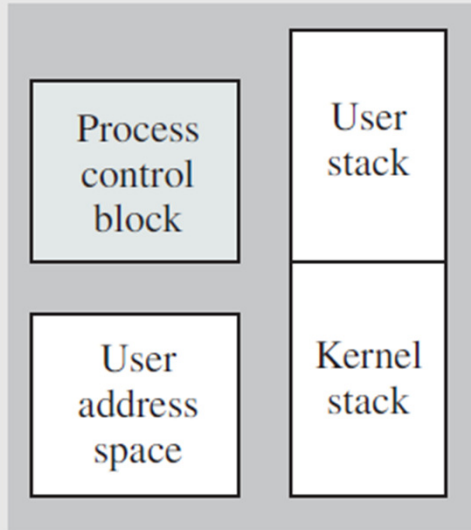 Process
control
block
User
address
space
User
stack
Kernel
stack